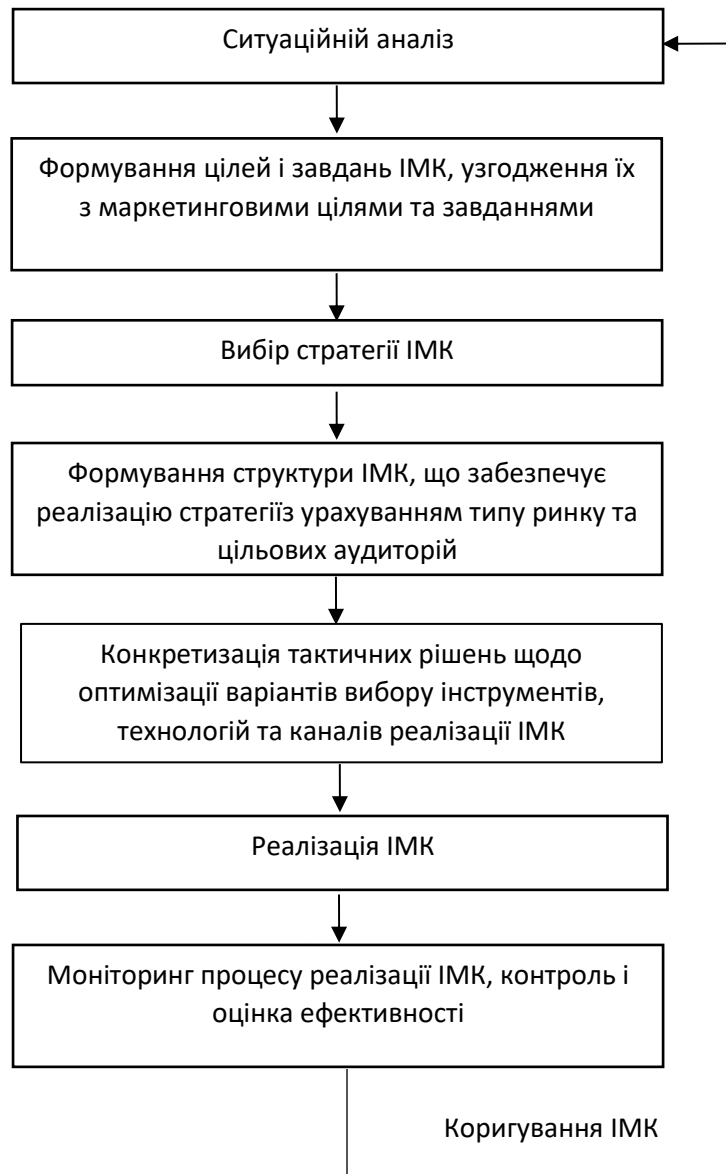 Ситуаційній аналіз
Формування цілей і завдань ІМК, узгодження їх
з маркетинговими цілями та завданнями
Вибір стратегії ІМК
Формування структури ІМК, що забезпечує
реалізацію стратегіїз урахуванням типу ринку та
цільових аудиторій
Конкретизація тактичних рішень щодо
оптимізації варіантів вибору інструментів,
технологій та каналів реалізації ІМК
Реалізація ІМК
Моніторинг процесу реалізації ІМК, контроль і
оцінка ефективності
Коригування ІМК